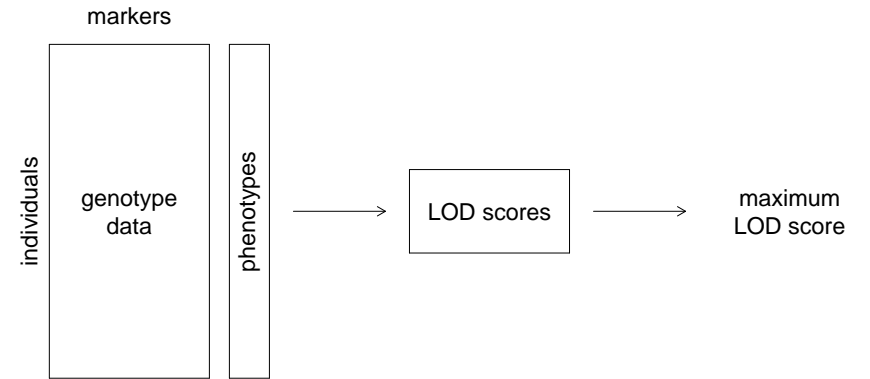 markers
individuals
genotype
data
phenotypes
LOD scores
maximum
LOD score